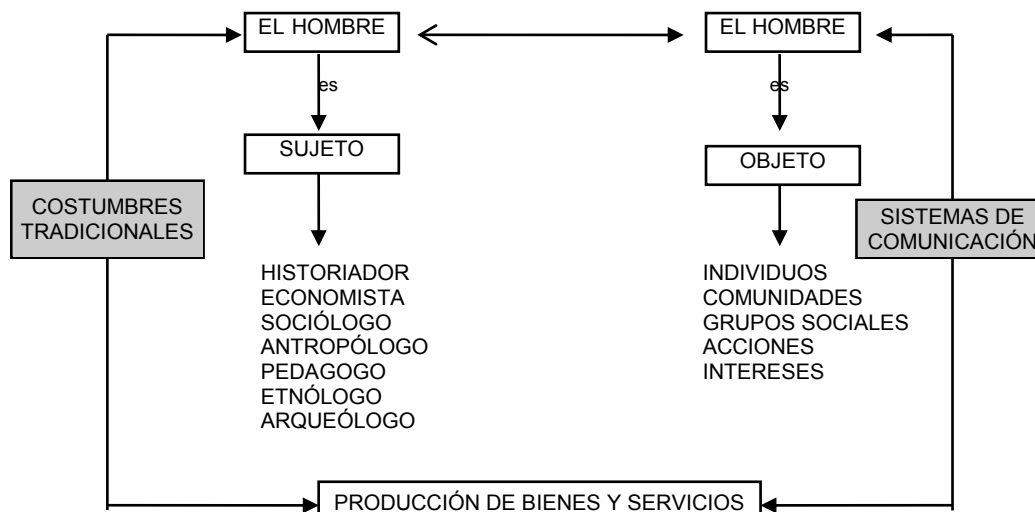 EL HOMBRE
EL HOMBRE
es
es
SUJETO
OBJETO
COSTUMBRES
TRADICIONALES
SISTEMAS DE
COMUNICACIÓN
HISTORIADOR
ECONOMISTA
SOCIÓLOGO
ANTROPÓLOGO
PEDAGOGO
ETNÓLOGO
ARQUEÓLOGO
INDIVIDUOS
COMUNIDADES
GRUPOS SOCIALES
ACCIONES
INTERESES
PRODUCCIÓN DE BIENES Y SERVICIOS